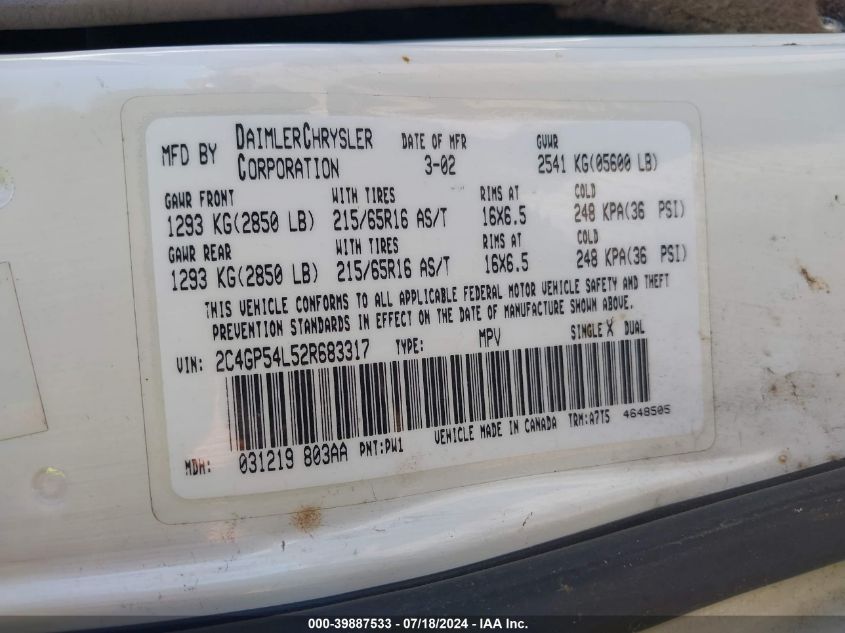 MFD BY DAIMLERCHRYSLER CORPORATION DATE OF MFR 3-02 GVWR 2541 KG(05600 LB)
GAWR FRONT WITH TIRES RIMS AT COLD
1293 KG(2850 LB) 215/65R16 AS/T 16X6.5 248 KPA(36 PSI)
GAWR REAR WITH TIRES RIMS AT COLD
1293 KG(2850 LB) 215/65R16 AS/T 16X6.5 248 KPA(36 PSI)
THIS VEHICLE CONFORMS TO ALL APPLICABLE FEDERAL MOTOR VEHICLE SAFETY AND THEFT
PREVENTION STANDARDS IN EFFECT ON THE DATE OF MANUFACTURE SHOWN ABOVE.
VIN: 2C4GP54L52R683317 TYPE: MPV SINGLE X DUAL
MDH: 031219 803AA PNT:PW1 VEHICLE MADE IN CANADA TRM:A7T5 4648505
000-39887533 - 07/18/2024 - IAA Inc.